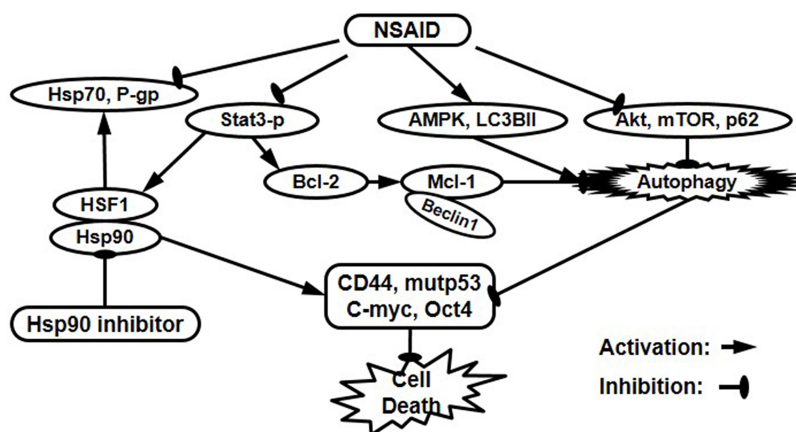 NSAID
Hsp70, P-gp
Stat3-p
AMPK, LC3BII
Akt, mTOR, p62
Bcl-2
Mcl-1
Autophagy
HSF1
Beclin1
Hsp90
CD44, mutp53
C-myc, Oct4
Hsp90 inhibitor
Activation:
Cell
Death
Inhibition: